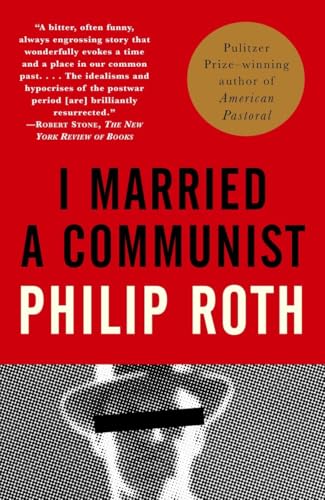 “A bitter, often funny,
always engrossing story that
wonderfully evokes a time
and a place in our common
past. . . . The idealisms and
hypocrises of the postwar
period [are] brilliantly
resurrected.”
—ROBERT STONE, THE NEW
YORK REVIEW OF BOOKS
Pulitzer
Prize–winning
author of
American
Pastoral
I MARRIED
A COMMUNIST
PHILIP ROTH